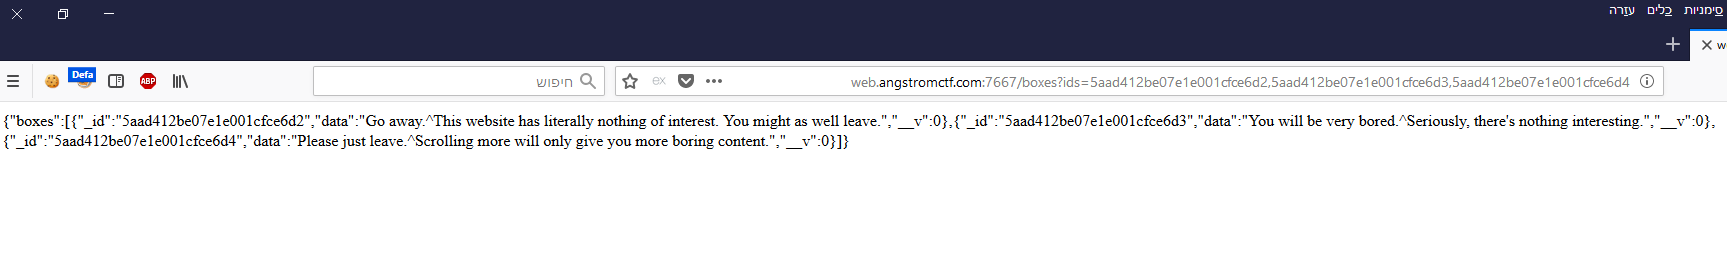 סימניות כלים עזרה
we
Defa
ABP
חיפוש
ex
web.angstromctf.com:7667/boxes?ids=5aad412be07e1e001cfce6d2,5aad412be07e1e001cfce6d3,5aad412be07e1e001cfce6d4
{"boxes":[{"_id":"5aad412be07e1e001cfce6d2","data":"Go away.^This website has literally nothing of interest. You might as well leave.","__v":0},{"_id":"5aad412be07e1e001cfce6d3","data":"You will be very bored.^Seriously, there's nothing interesting.","__v":0},
{"_id":"5aad412be07e1e001cfce6d4","data":"Please just leave.^Scrolling more will only give you more boring content.","__v":0}]}